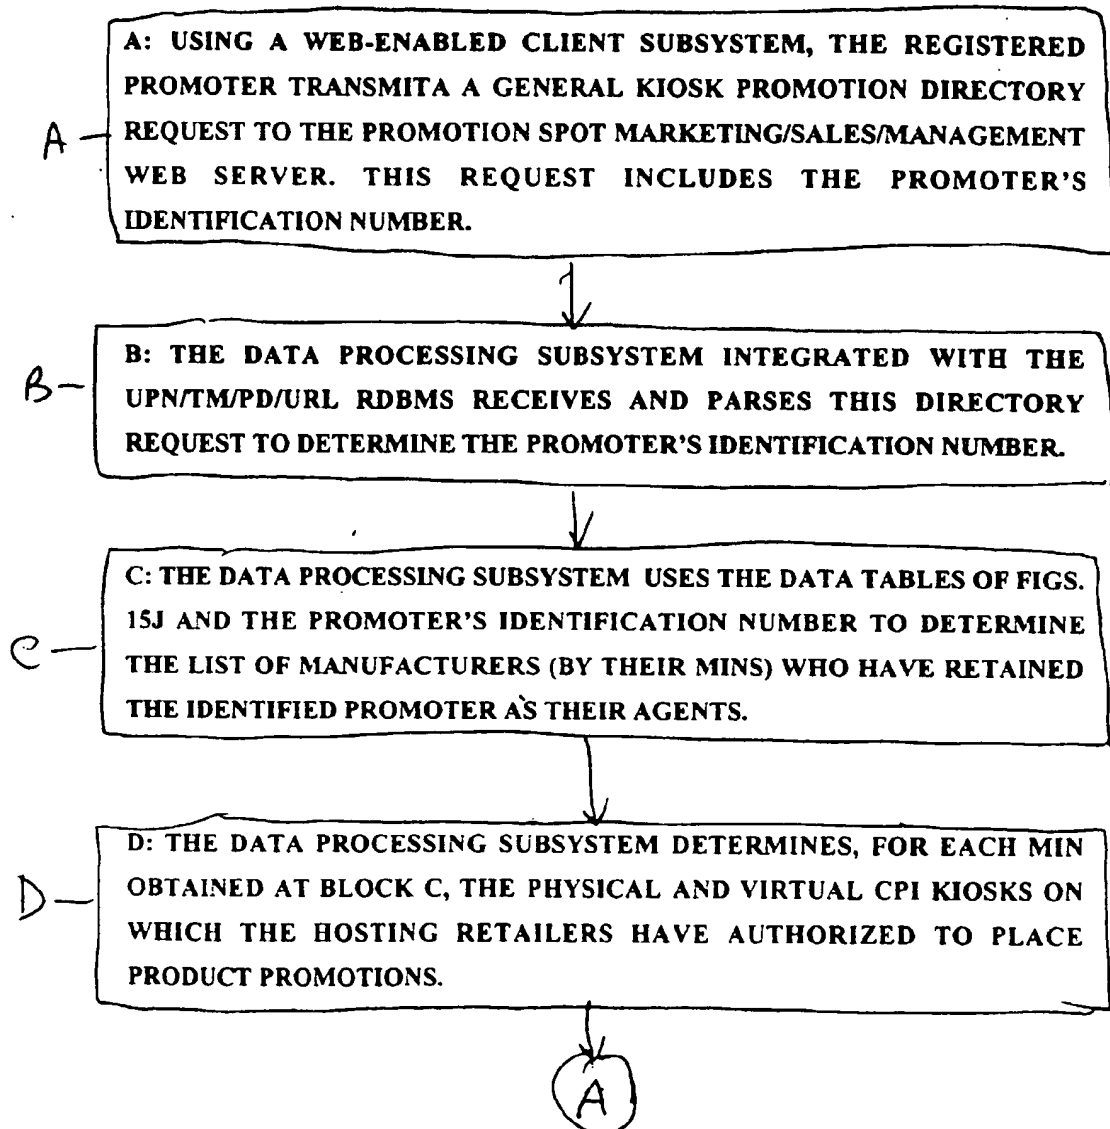 A: USING A WEB-ENABLED CLIENT SUBSYSTEM, THE REGISTERED
PROMOTER TRANSMITA A GENERAL KIOSK PROMOTION DIRECTORY
A — REQUEST TO THE PROMOTION SPOT MARKETING/SALES/MANAGEMENT
WEB SERVER. THIS REQUEST INCLUDES THE PROMOTER'S
IDENTIFICATION NUMBER.
B: THE DATA PROCESSING SUBSYSTEM INTEGRATED WITH THE
B — UPN/TM/PD/URL RDBMS RECEIVES AND PARSES THIS DIRECTORY
REQUEST TO DETERMINE THE PROMOTER'S IDENTIFICATION NUMBER.
C: THE DATA PROCESSING SUBSYSTEM USES THE DATA TABLES OF FIGS.
15J AND THE PROMOTER'S IDENTIFICATION NUMBER TO DETERMINE
C — THE LIST OF MANUFACTURERS (BY THEIR MINS) WHO HAVE RETAINED
THE IDENTIFIED PROMOTER AS THEIR AGENTS.
D: THE DATA PROCESSING SUBSYSTEM DETERMINES, FOR EACH MIN
D — OBTAINED AT BLOCK C, THE PHYSICAL AND VIRTUAL CPI KIOSKS ON
WHICH THE HOSTING RETAILERS HAVE AUTHORIZED TO PLACE
PRODUCT PROMOTIONS.
A